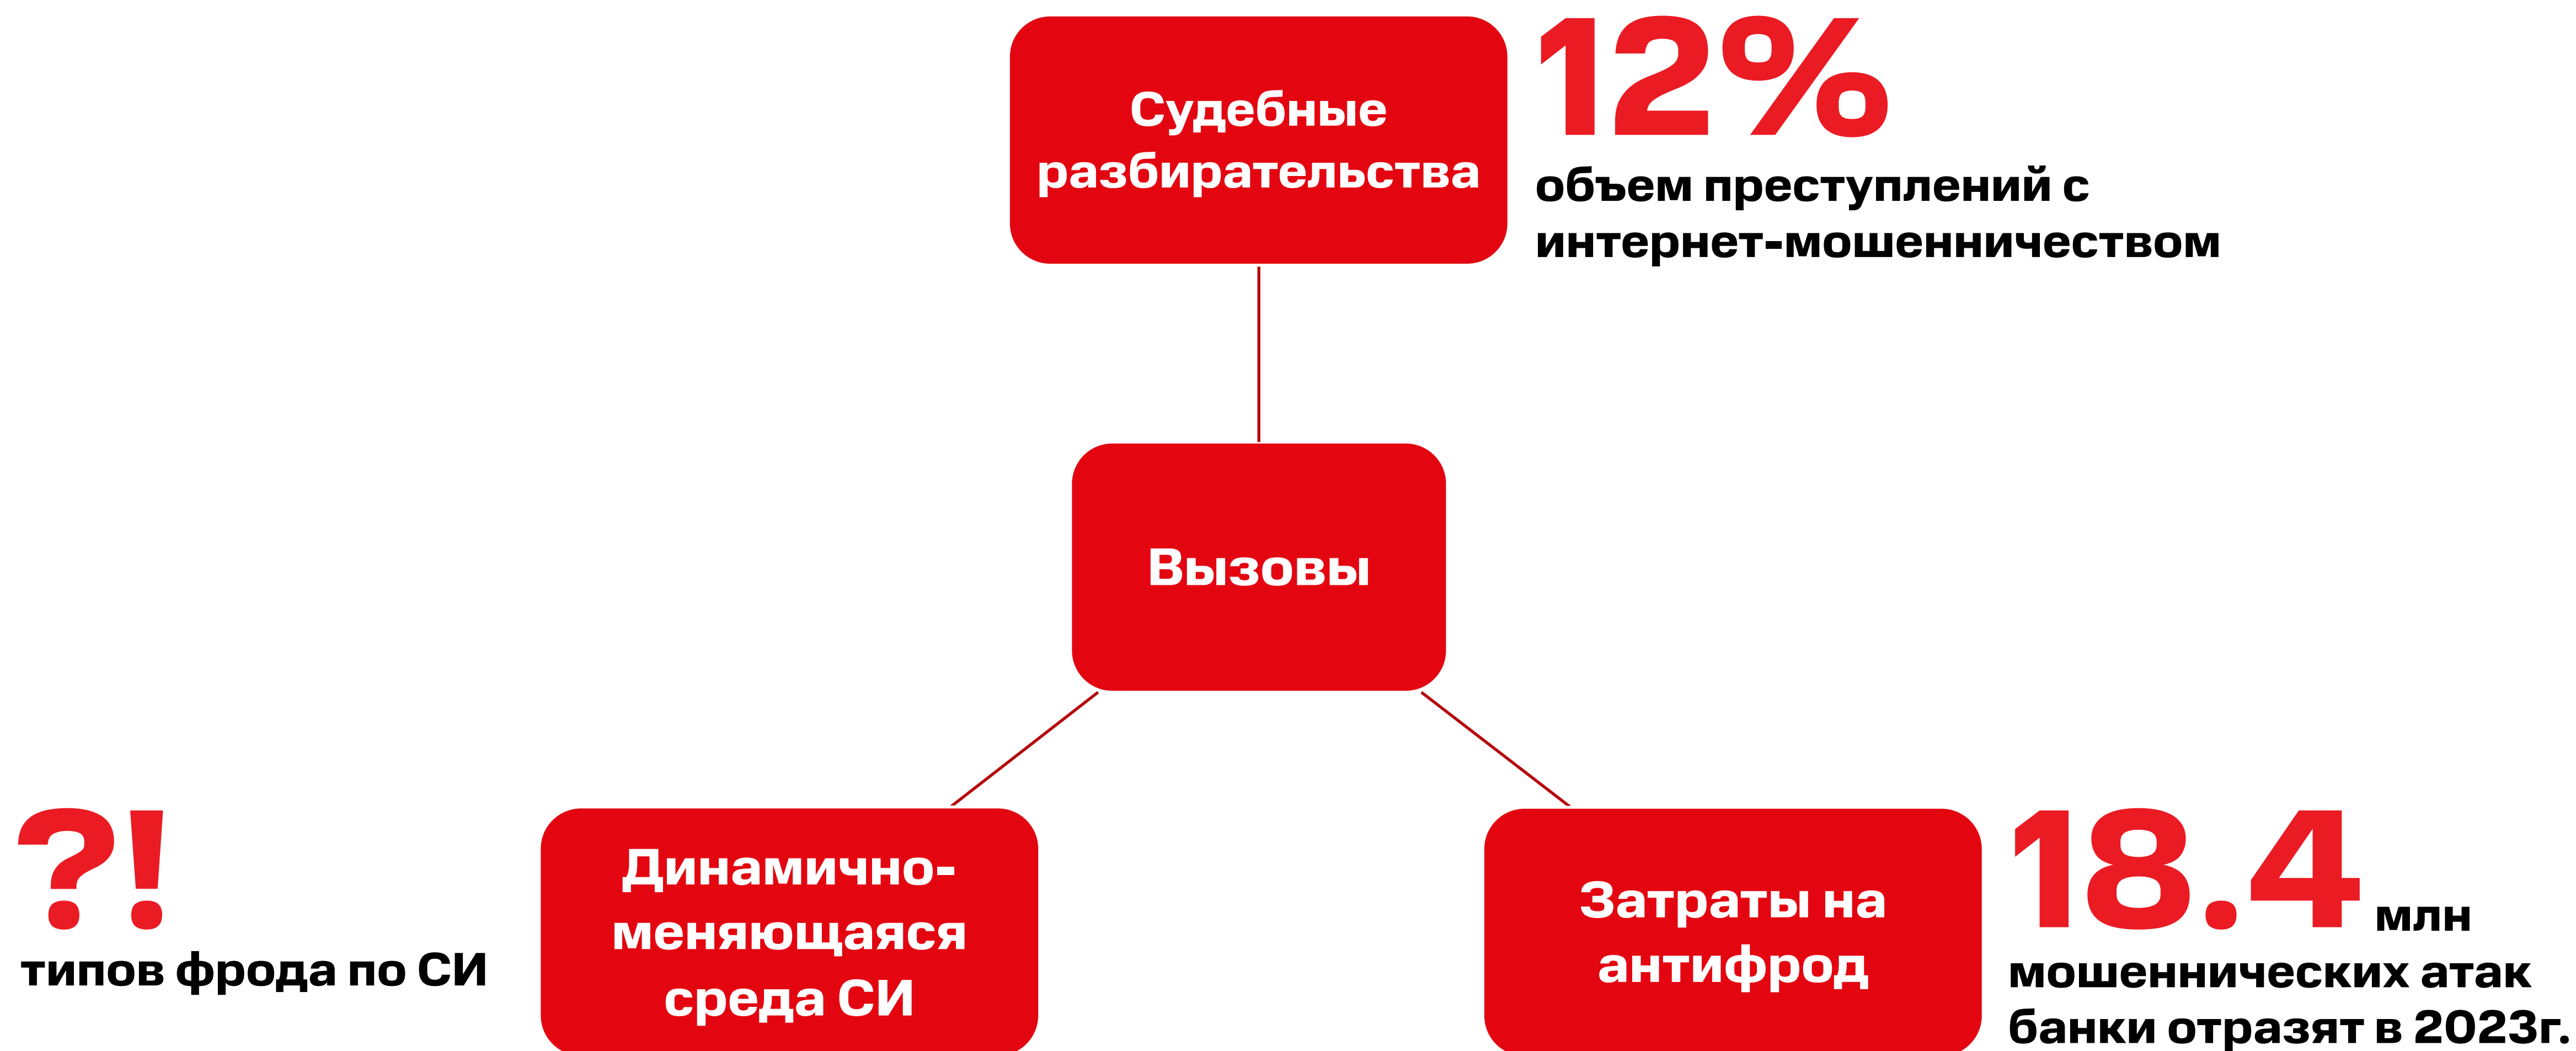 Судебные
разбирательства
12%
объем преступлений с
интернет-мошенничеством
Вызовы
?!
типов фрода по СИ
Динамично-
меняющаяся
среда СИ
Затраты на
антифрод
18.4 млн
мошеннических атак
банки отразят в 2023г.